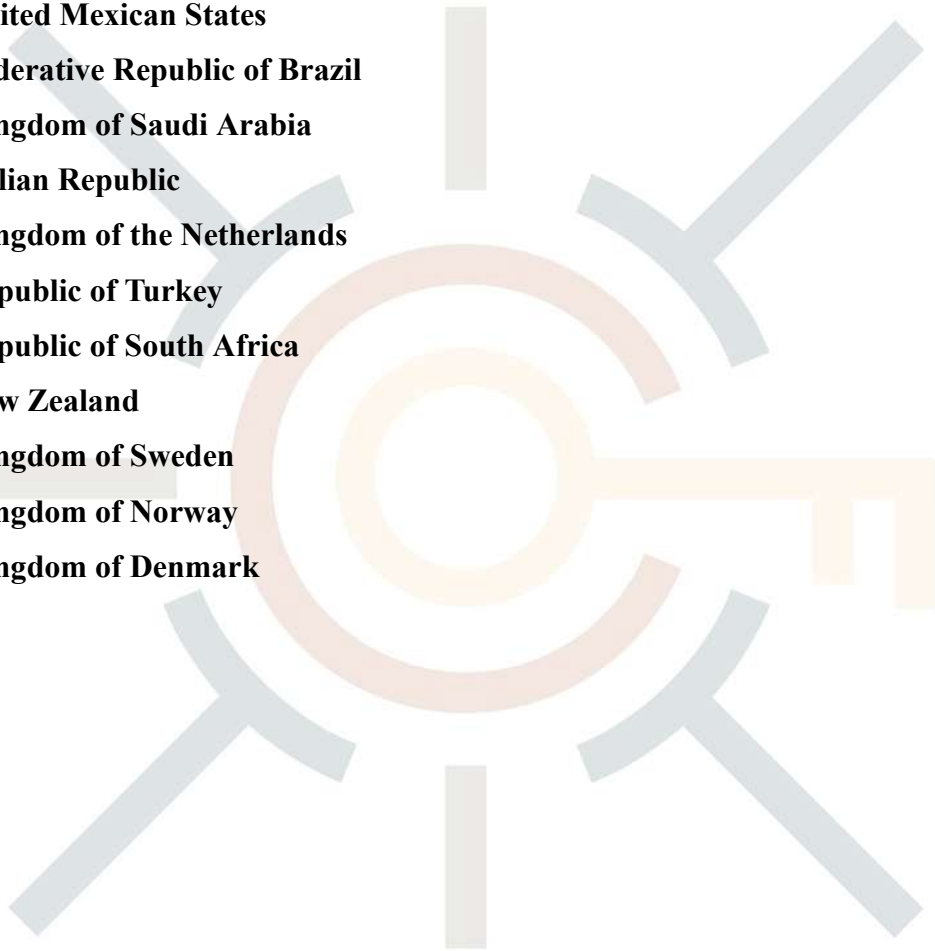 ited Mexican States
derative Republic of Brazil
ngdom of Saudi Arabia
lian Republic
ngdom of the Netherlands
public of Turkey
public of South Africa
w Zealand
ngdom of Sweden
ngdom of Norway
ngdom of Denmark